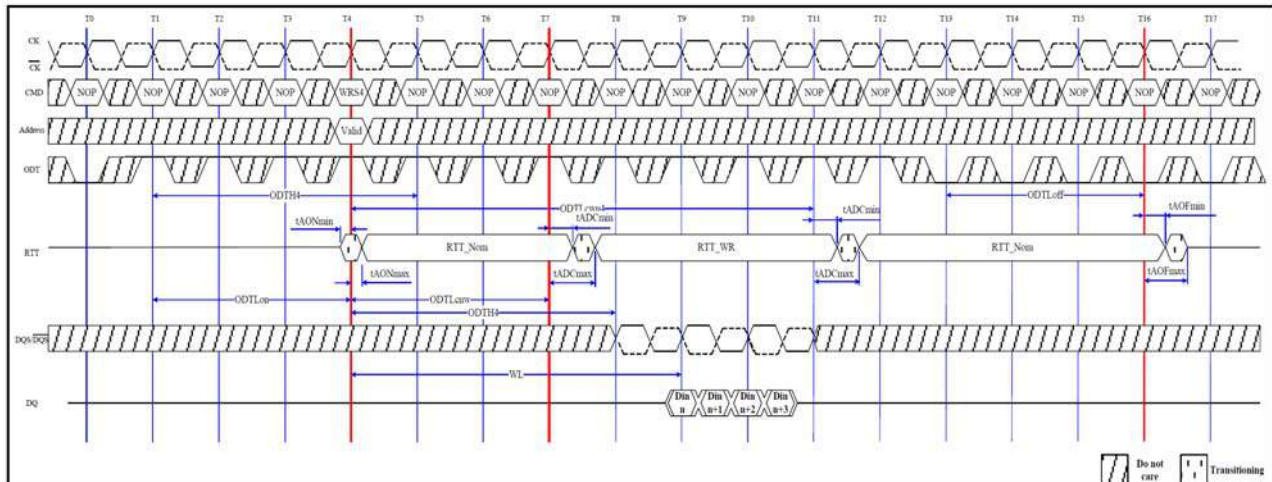 T0 T1 T2 T3 T4 T5 T6 T7 T8 T9 T10 T11 T12 T13 T14 T15 T16 T17
CK
CK
CMD NOP NOP NOP NOP WRS4 NOP NOP NOP NOP NOP NOP NOP NOP NOP NOP NOP NOP NOP
Address Valid
ODT
ODTH4 ODTLoff
ODTLcwn4
tAONmin tADCmin tADCmin tAOFmin
RTT RTT_Nom RTT_WR RTT_Nom
tAONmax tADCmax tADCmax tAOFmax
ODTLon ODTLcnw
ODTH4
DQS/DQS
WL
DQ Din n Din n+1 Din n+2 Din n+3
Do not care Transitioning